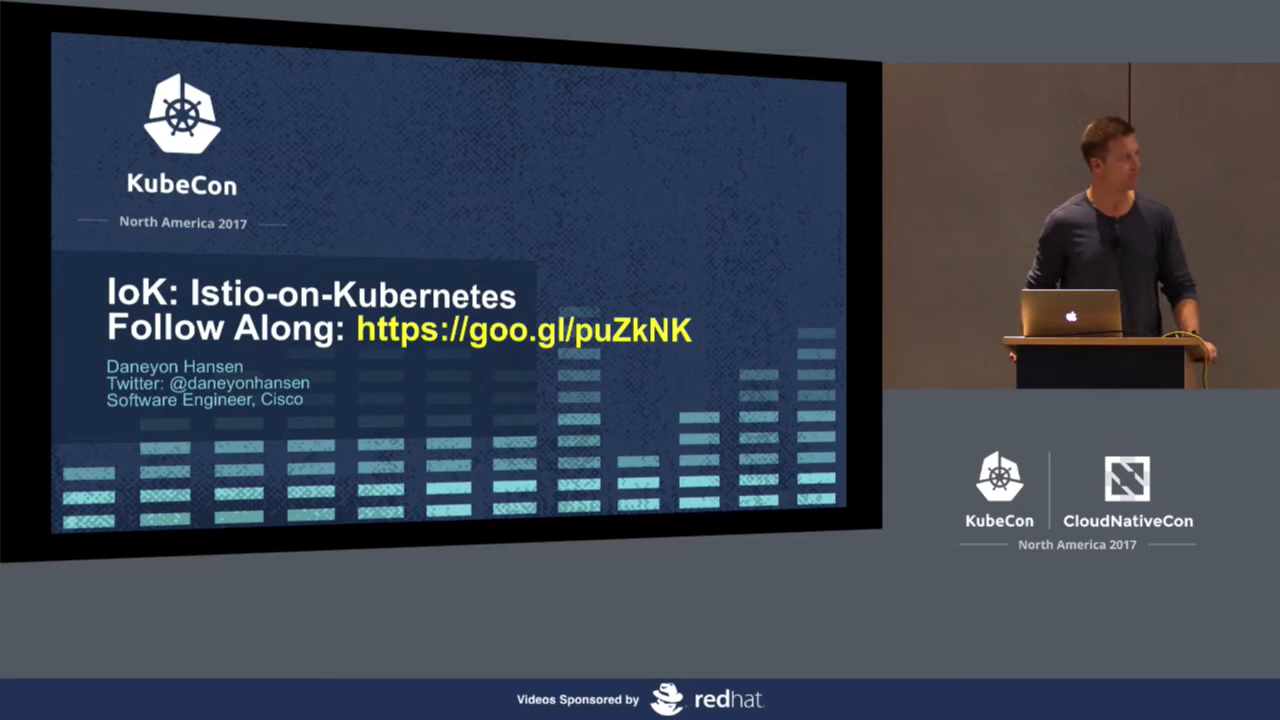 KubeCon
North America 2017
IoK: Istio-on-Kubernetes
Follow Along: https://goo.gl/puZkNK
Daneyon Hansen
Twitter: @daneyonhansen
Software Engineer, Cisco
KubeCon
CloudNativeCon
North America 2017
Videos Sponsored by redhat.